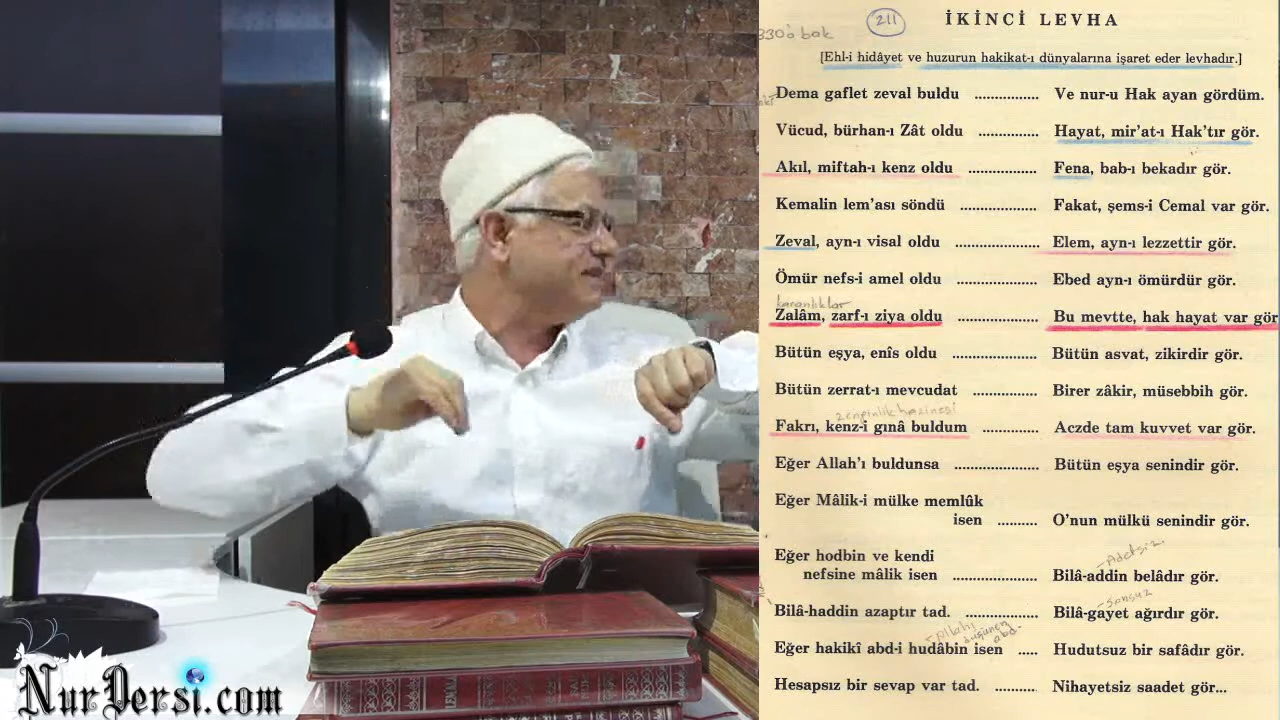 211
İKİNCİ LEVHA
330'a bak
[Ehl-i hidâyet ve huzurun hakikat-ı dünyalarına işaret eder levhadır.]
Dema gaflet zeval buldu .................. Ve nur-u Hak ayan gördüm.
Vücud, bürhan-ı Zât oldu ................... Hayat, mir'at-ı Hak'tır gör.
Akıl, miftah-ı kenz oldu .................... Fena, bab-ı bekadır gör.
Kemalin lem'ası söndü ...................... Fakat, şems-i Cemal var gör.
Zeval, ayn-ı visal oldu ........................ Elem, ayn-ı lezzettir gör.
Ömür nefs-i amel oldu ....................... Ebed ayn-ı ömürdür gör.
karanlıklar
Zalâm, zarf-ı ziya oldu ....................... Bu mevtte, hak hayat var gör
Bütün eşya, enîs oldu ........................ Bütün asvat, zikirdir gör.
Bütün zerrat-ı mevcudat .................. Birer zâkir, müsebbih gör.
zenginlik hazinesi
Fakrı, kenz-i gınâ buldum ................ Aczde tam kuvvet var gör.
Eğer Allah'ı buldunsa ........................ Bütün eşya senindir gör.
Eğer Mâlik-i mülke memlûk
isen ........... O'nun mülkü senindir gör.
Eğer hodbin ve kendi
-Adetsiz.
nefsine mâlik isen ........................ Bilâ-addin belâdır gör.
-Sonsuz
Bilâ-haddin azaptır tad. ..................... Bilâ-gayet ağırdır gör.
düşünen
abd.
Eğer hakikî abd-i hudâbin isen ..... Hudutsuz bir safâdır gör.
Hesapsız bir sevap var tad. ............ Nihayetsiz saadet gör...
NurDersi.com